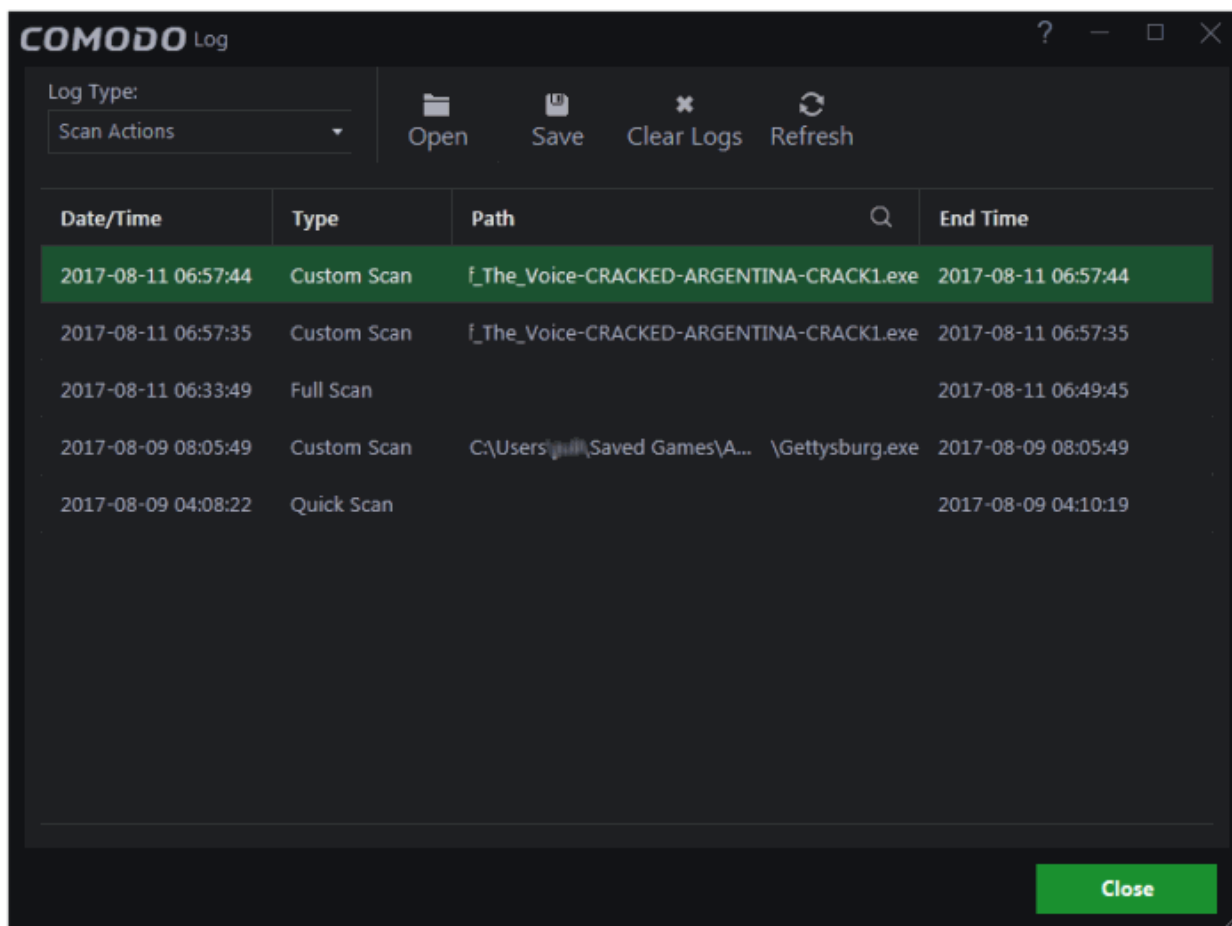 COMODO Log
?
Log Type:
Scan Actions
Open Save Clear Logs Refresh
Date/Time Type Path End Time
2017-08-11 06:57:44 Custom Scan f_The_Voice-CRACKED-ARGENTINA-CRACK1.exe 2017-08-11 06:57:44
2017-08-11 06:57:35 Custom Scan f_The_Voice-CRACKED-ARGENTINA-CRACK1.exe 2017-08-11 06:57:35
2017-08-11 06:33:49 Full Scan 2017-08-11 06:49:45
2017-08-09 08:05:49 Custom Scan C:\Users\ \Saved Games\A... \Gettysburg.exe 2017-08-09 08:05:49
2017-08-09 04:08:22 Quick Scan 2017-08-09 04:10:19
Close